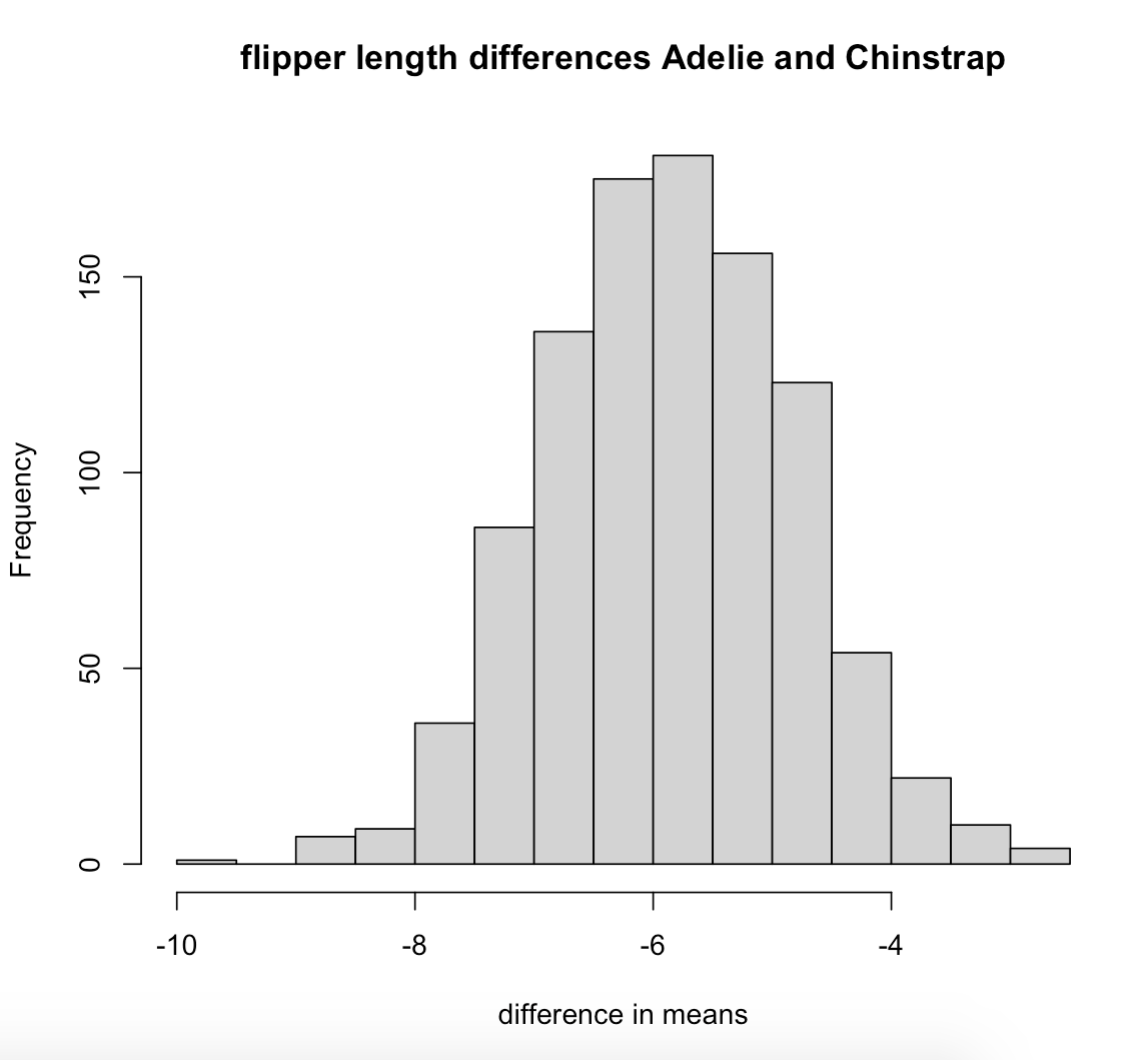 flipper length differences Adelie and Chinstrap
150
100
50
0
Frequency
-10 -8 -6 -4
difference in means